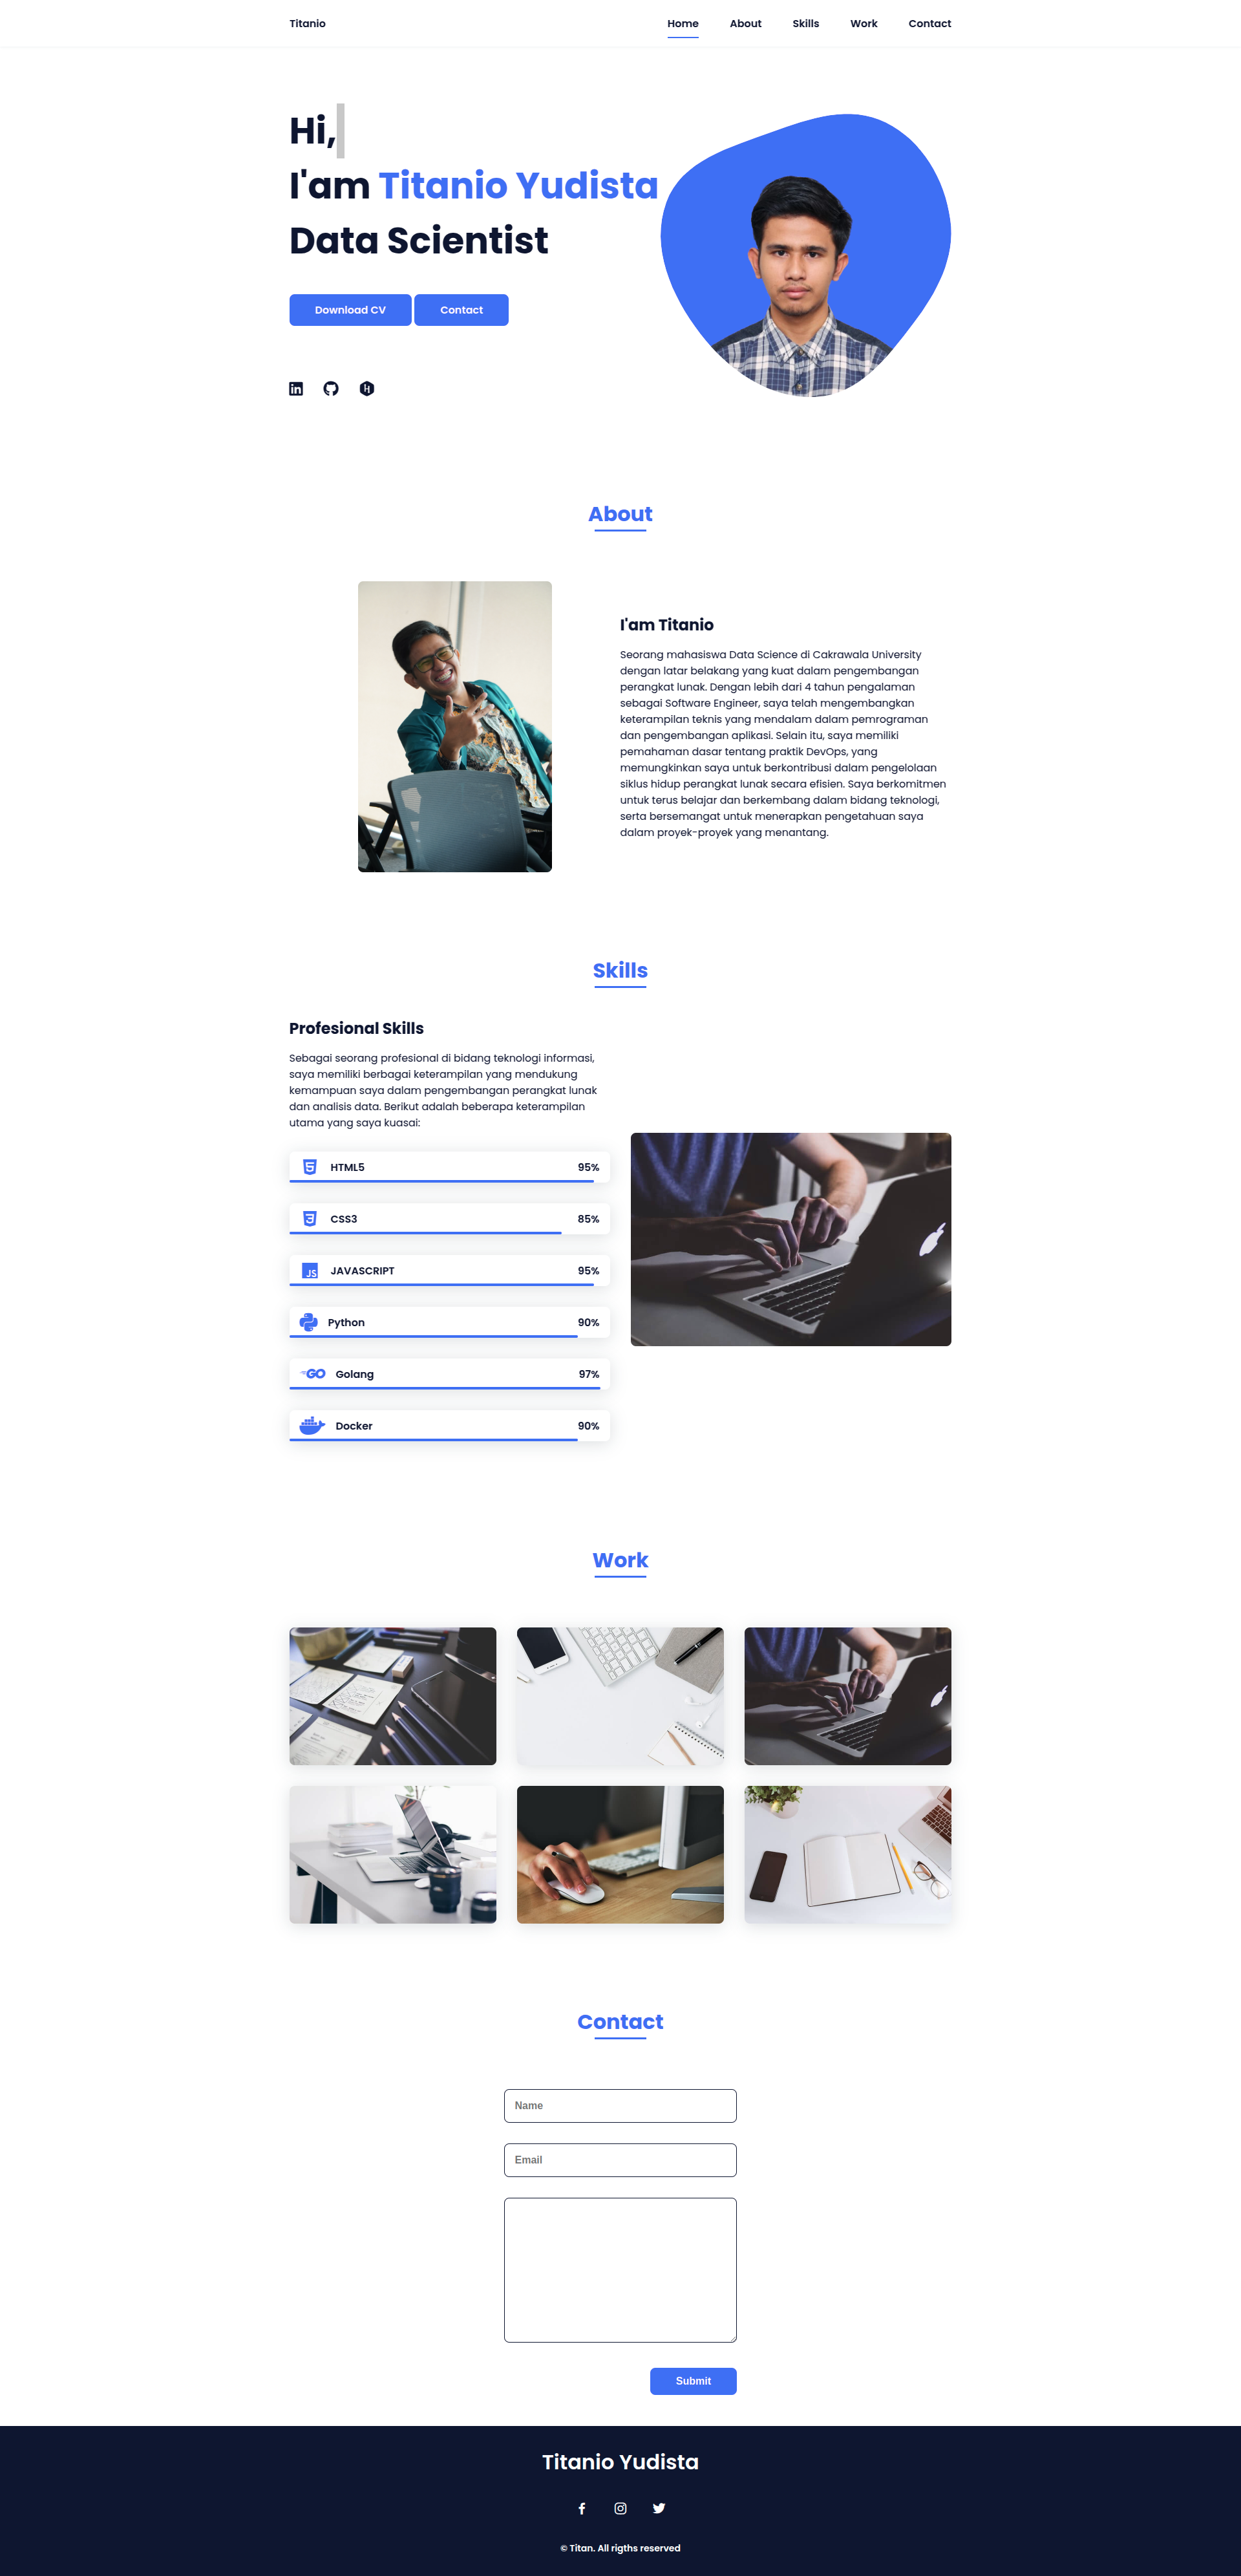 Titanio
Home
About
Skills
Work
Contact
Hi,
I'am Titanio Yudista
Data Scientist
Download CV
Contact
About
I'am Titanio
Seorang mahasiswa Data Science di Cakrawala University
dengan latar belakang yang kuat dalam pengembangan
perangkat lunak. Dengan lebih dari 4 tahun pengalaman
sebagai Software Engineer, saya telah mengembangkan
keterampilan teknis yang mendalam dalam pemrograman
dan pengembangan aplikasi. Selain itu, saya memiliki
pemahaman dasar tentang praktik DevOps, yang
memungkinkan saya untuk berkontribusi dalam pengelolaan
siklus hidup perangkat lunak secara efisien. Saya berkomitmen
untuk terus belajar dan berkembang dalam bidang teknologi,
serta bersemangat untuk menerapkan pengetahuan saya
dalam proyek-proyek yang menantang.
Skills
Profesional Skills
Sebagai seorang profesional di bidang teknologi informasi,
saya memiliki berbagai keterampilan yang mendukung
kemampuan saya dalam pengembangan perangkat lunak
dan analisis data. Berikut adalah beberapa keterampilan
utama yang saya kuasai:
HTML5 95%
CSS3 85%
JS JAVASCRIPT 95%
Python 90%
GO Golang 97%
Docker 90%
Work
Contact
Name
Email
Submit
Titanio Yudista
© Titan. All rigths reserved